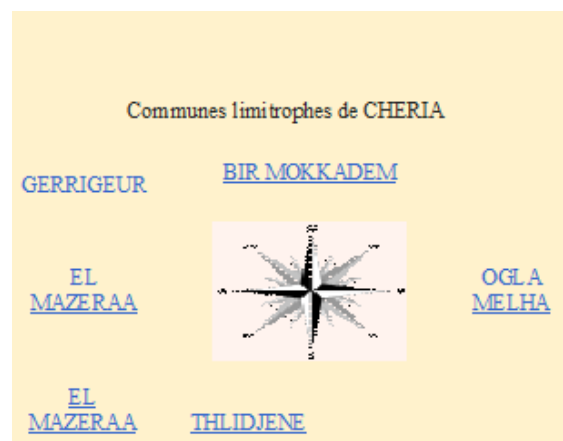 Communes limitrophes de CHERIA
GERRIGEUR
BIR MOKKADEM
EL
MAZERAA
OGLA
MELHA
EL
MAZERAA
THLIDJENE